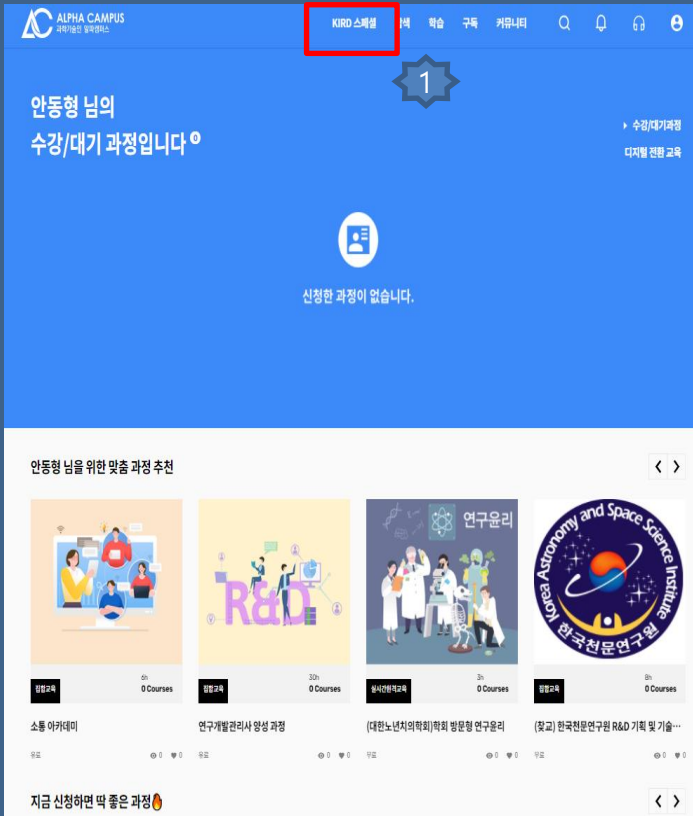 ALPHA CAMPUS
과학기술인 알파캠퍼스
KIRD 스페셜
학습
구독
커뮤니티
1
안동형 님의
수강/대기 과정입니다 0
수강/대기과정
디지털 전환 교육
신청한 과정이 없습니다.
안동형 님을 위한 맞춤 과정 추천
R&D
연구윤리
Korea Astronomy and Space Science Institute
한국천문연구원
집합교육
6h
0 Courses
집합교육
30h
0 Courses
실시간원격교육
3h
0 Courses
집합교육
8h
0 Courses
소통 아카데미
연구개발관리사 양성 과정
(대한노년치의학회)학회 방문형 연구윤리
(찾교) 한국천문연구원 R&D 기획 및 기술…
유료
0
0
유료
0
0
무료
0
0
무료
0
0
지금 신청하면 딱 좋은 과정